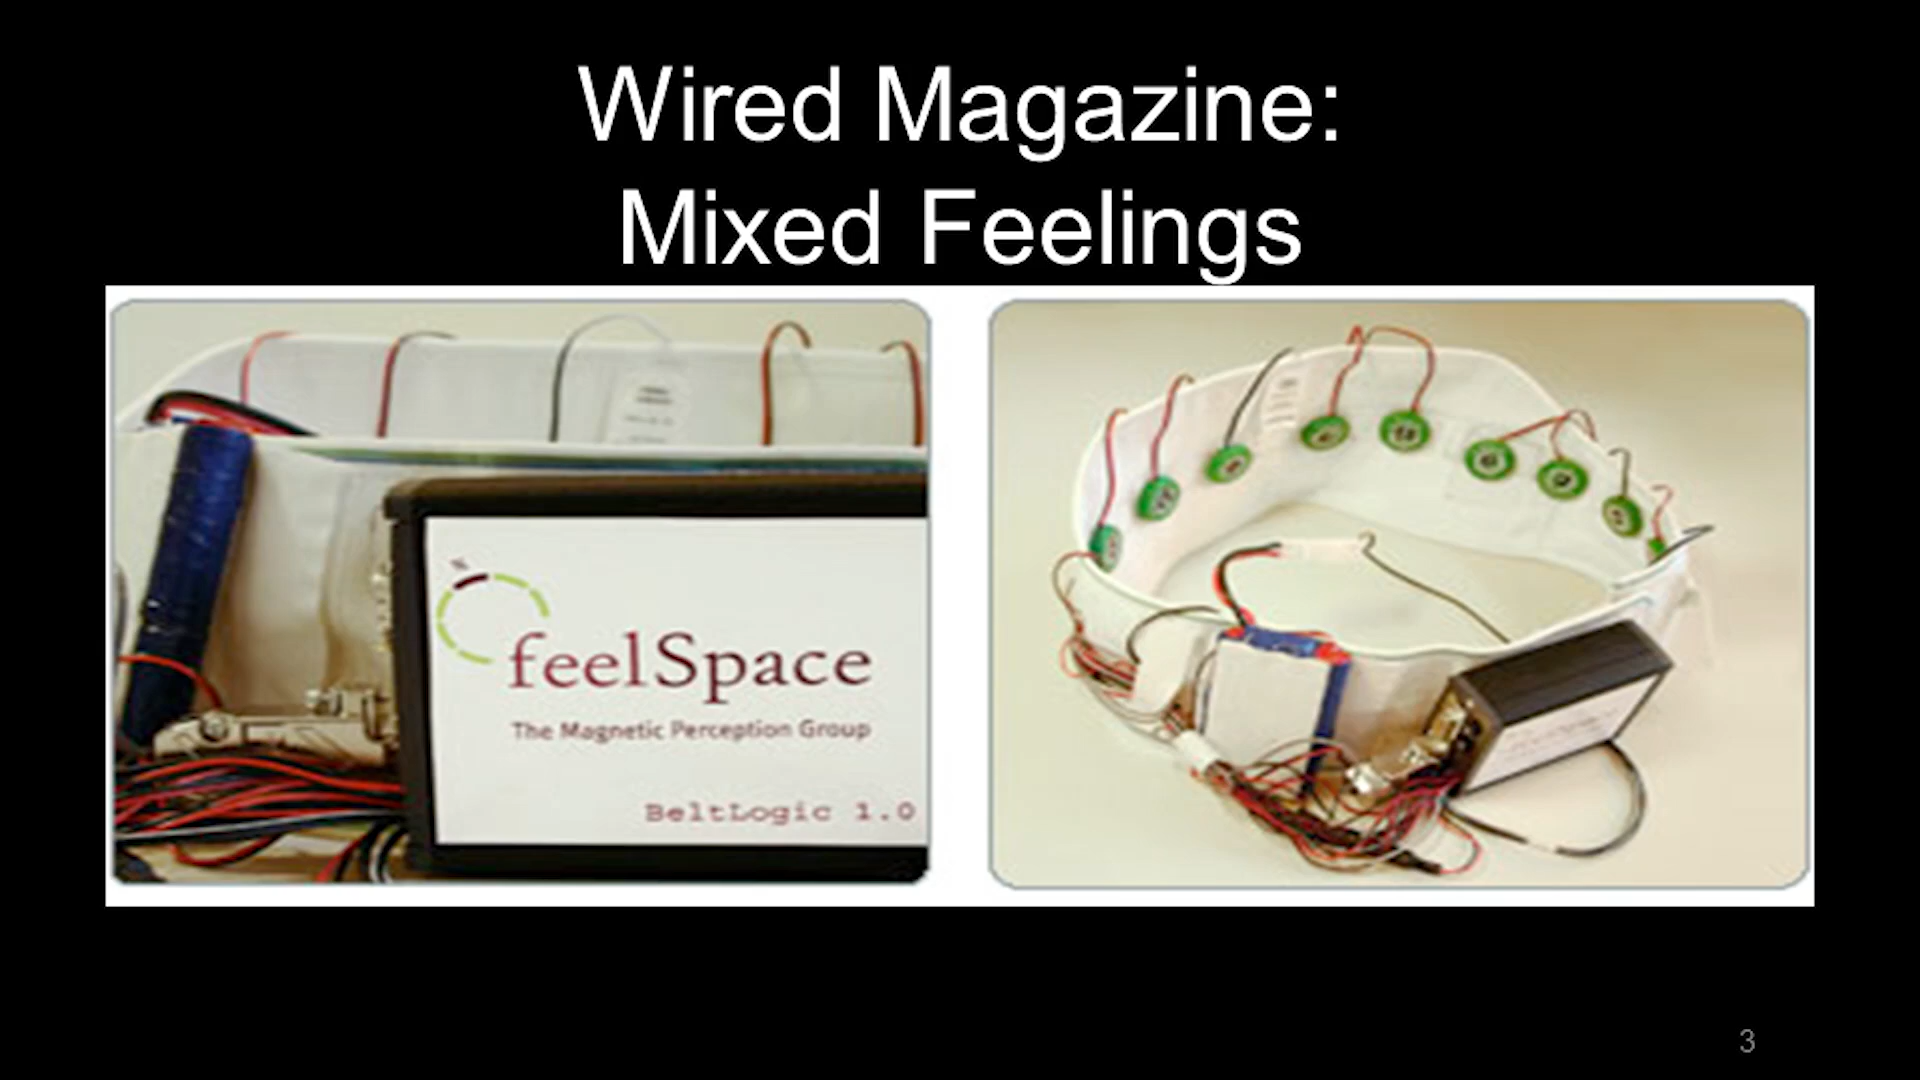 Wired Magazine:
Mixed Feelings
feelSpace
The Magnetic Perception Group
BeltLogic 1.0
3